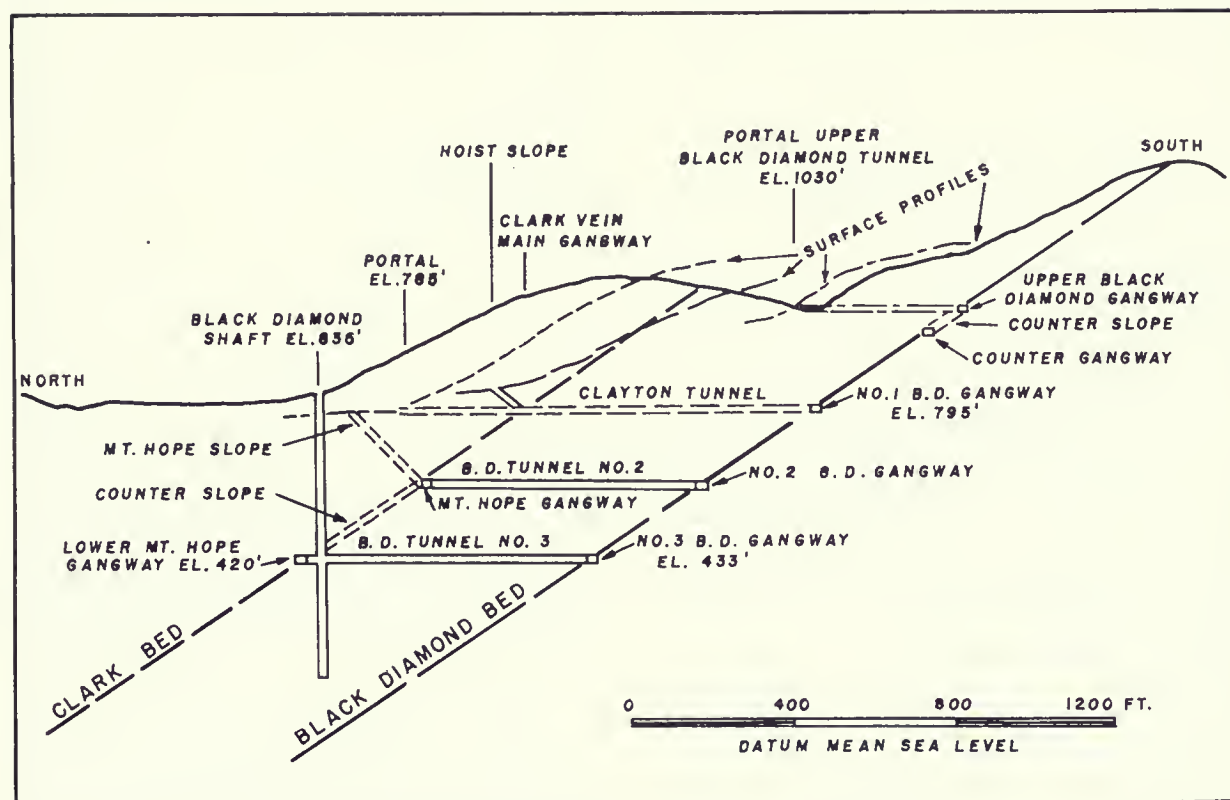 PORTAL UPPER
BLACK DIAMOND TUNNEL
EL. 1030'
SOUTH
HOIST SLOPE
SURFACE PROFILES
CLARK VEIN
MAIN GANGWAY
PORTAL
EL. 785'
UPPER BLACK
DIAMOND GANGWAY
BLACK DIAMOND
SHAFT EL. 836'
COUNTER SLOPE
COUNTER GANGWAY
NORTH
CLAYTON TUNNEL
NO. 1 B.D. GANGWAY
EL. 795'
MT. HOPE SLOPE
B.D. TUNNEL NO. 2
NO. 2 B.D. GANGWAY
COUNTER SLOPE
MT. HOPE GANGWAY
LOWER MT. HOPE
GANGWAY EL. 420'
B.D. TUNNEL NO. 3
NO. 3 B.D. GANGWAY
EL. 433'
CLARK BED
BLACK DIAMOND BED
0 400 800 1200 FT.
DATUM MEAN SEA LEVEL